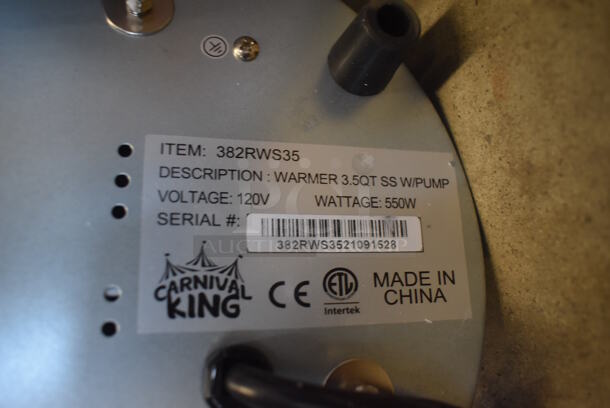 ITEM: 382RWS35
DESCRIPTION : WARMER 3.5QT SS W/PUMP
VOLTAGE: 120V WATTAGE: 550W
SERIAL #:
382RWS3521091528
CARNIVAL
KING
CE
ETL
Intertek
MADE IN
CHINA